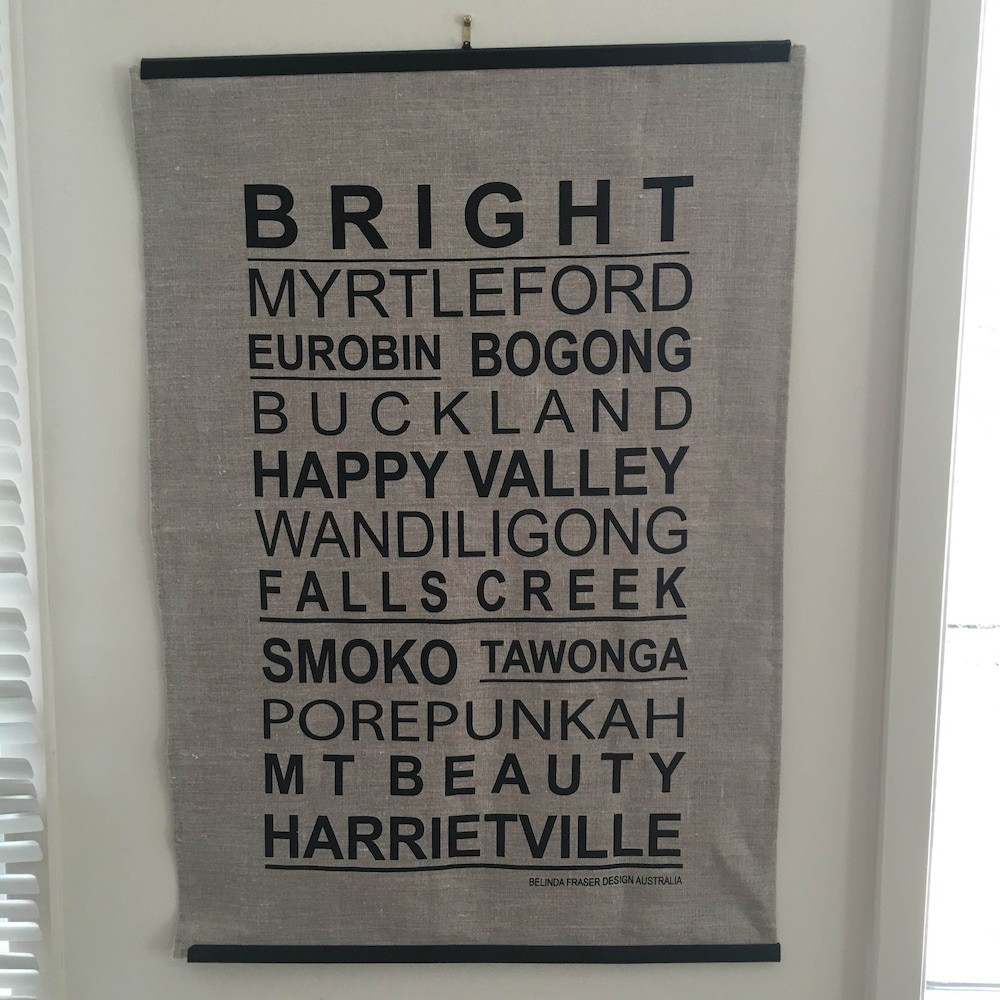 BRIGHT
MYRTLEFORD
EUROBIN BOGONG
BUCKLAND
HAPPY VALLEY
WANDILIGONG
FALLS CREEK
SMOKO TAWONGA
POREPUNKAH
MT BEAUTY
HARRIETVILLE
BELINDA FRASER DESIGN AUSTRALIA